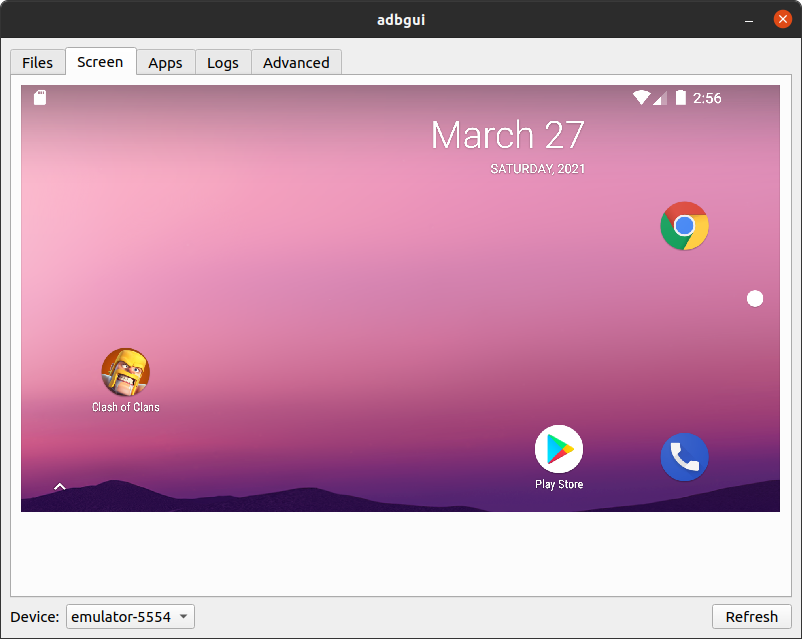 adbgui
Files Screen Apps Logs Advanced
2:56
March 27
SATURDAY, 2021
Clash of Clans
Play Store
Device: emulator-5554 Refresh